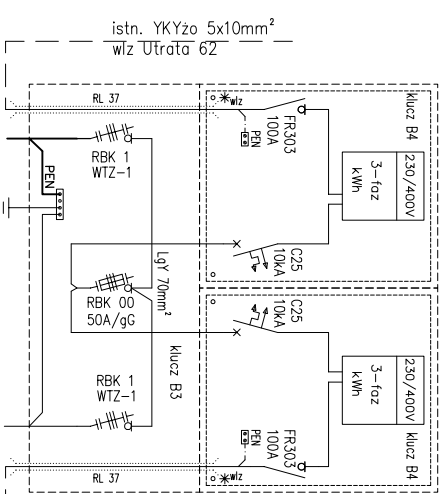 istn. YKYżo 5x10mm²
wlz Utrata 62
RL 37
wlz
PEN
FR303
100A
klucz B4
230/400V
3-faz
kWh
RBK 1
WTZ-1
PEN
C25
10kA
LgY 70mm²
RBK 00
50A/gG
klucz B3
C25
10kA
230/400V
3-faz
kWh
klucz B4
RBK 1
WTZ-1
PEN
FR303
100A
wlz
RL 37